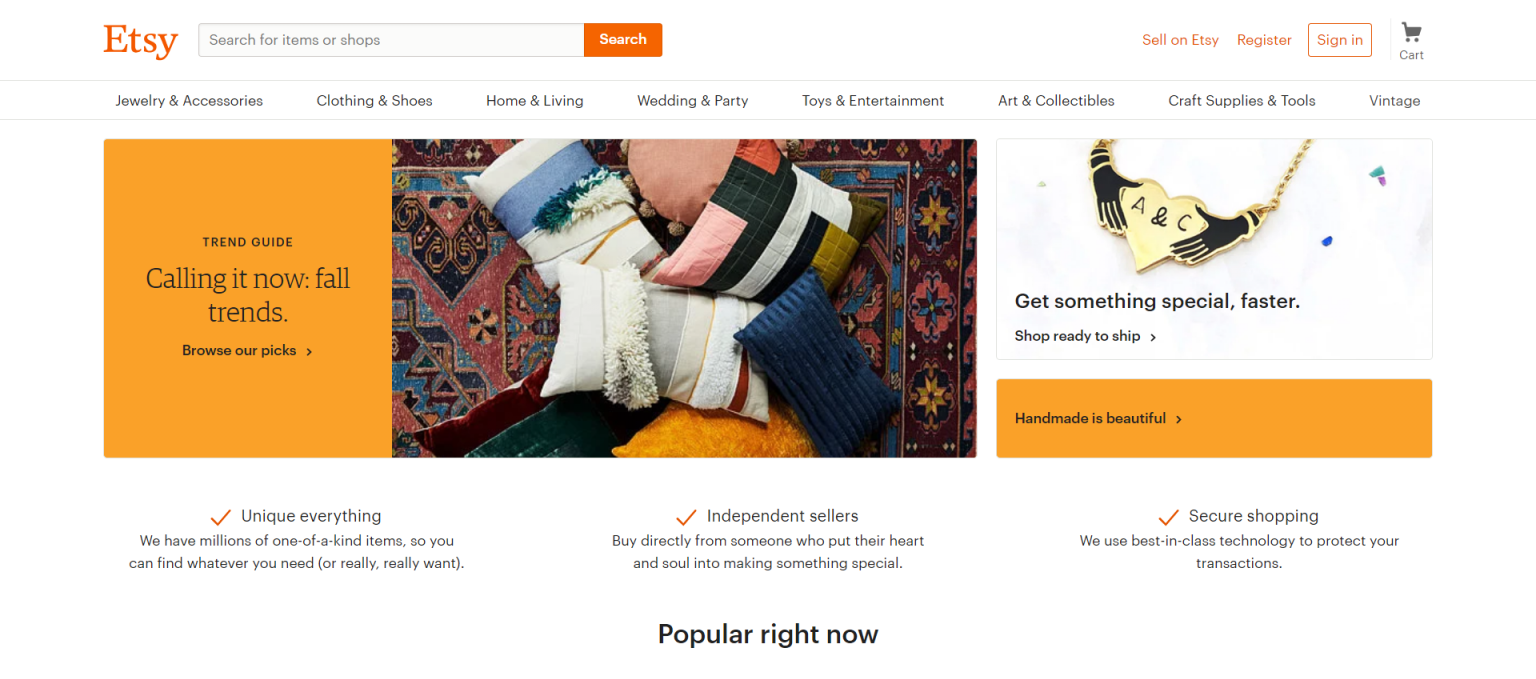 Etsy
Search for items or shops
Search
Sell on Etsy
Register
Sign in
Cart
Jewelry & Accessories
Clothing & Shoes
Home & Living
Wedding & Party
Toys & Entertainment
Art & Collectibles
Craft Supplies & Tools
Vintage
TREND GUIDE
Calling it now: fall
trends.
Browse our picks
A & C
Get something special, faster.
Shop ready to ship
Handmade is beautiful
Unique everything
We have millions of one-of-a-kind items, so you
can find whatever you need (or really, really want).
Independent sellers
Buy directly from someone who put their heart
and soul into making something special.
Secure shopping
We use best-in-class technology to protect your
transactions.
Popular right now